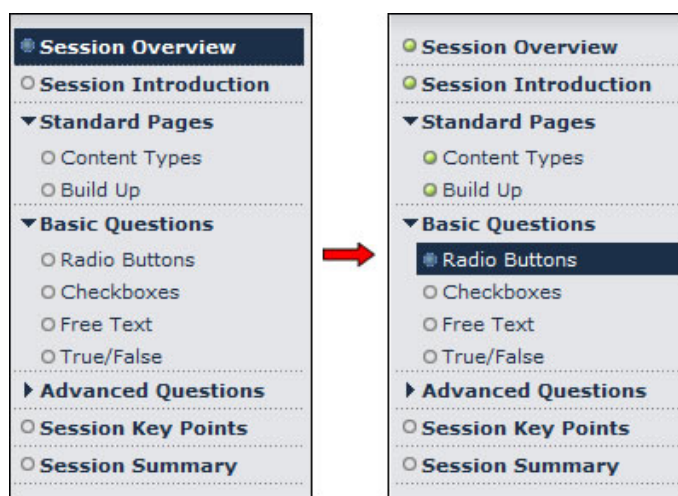 Session Overview
Session Introduction
Standard Pages
Content Types
Build Up
Basic Questions
Radio Buttons
Checkboxes
Free Text
True/False
Advanced Questions
Session Key Points
Session Summary
Session Overview
Session Introduction
Standard Pages
Content Types
Build Up
Basic Questions
Radio Buttons
Checkboxes
Free Text
True/False
Advanced Questions
Session Key Points
Session Summary